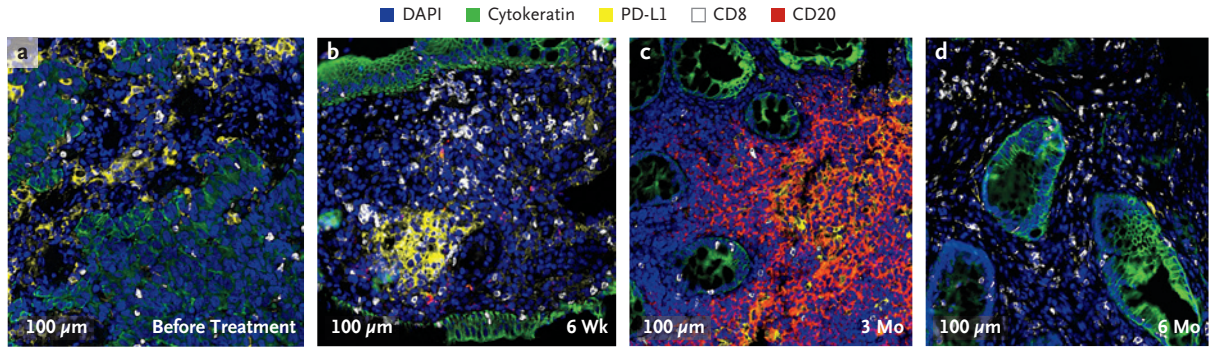 DAPI Cytokeratin PD-L1 CD8 CD20
a b c d
100 µm Before Treatment 100 µm 6 Wk 100 µm 3 Mo 100 µm 6 Mo